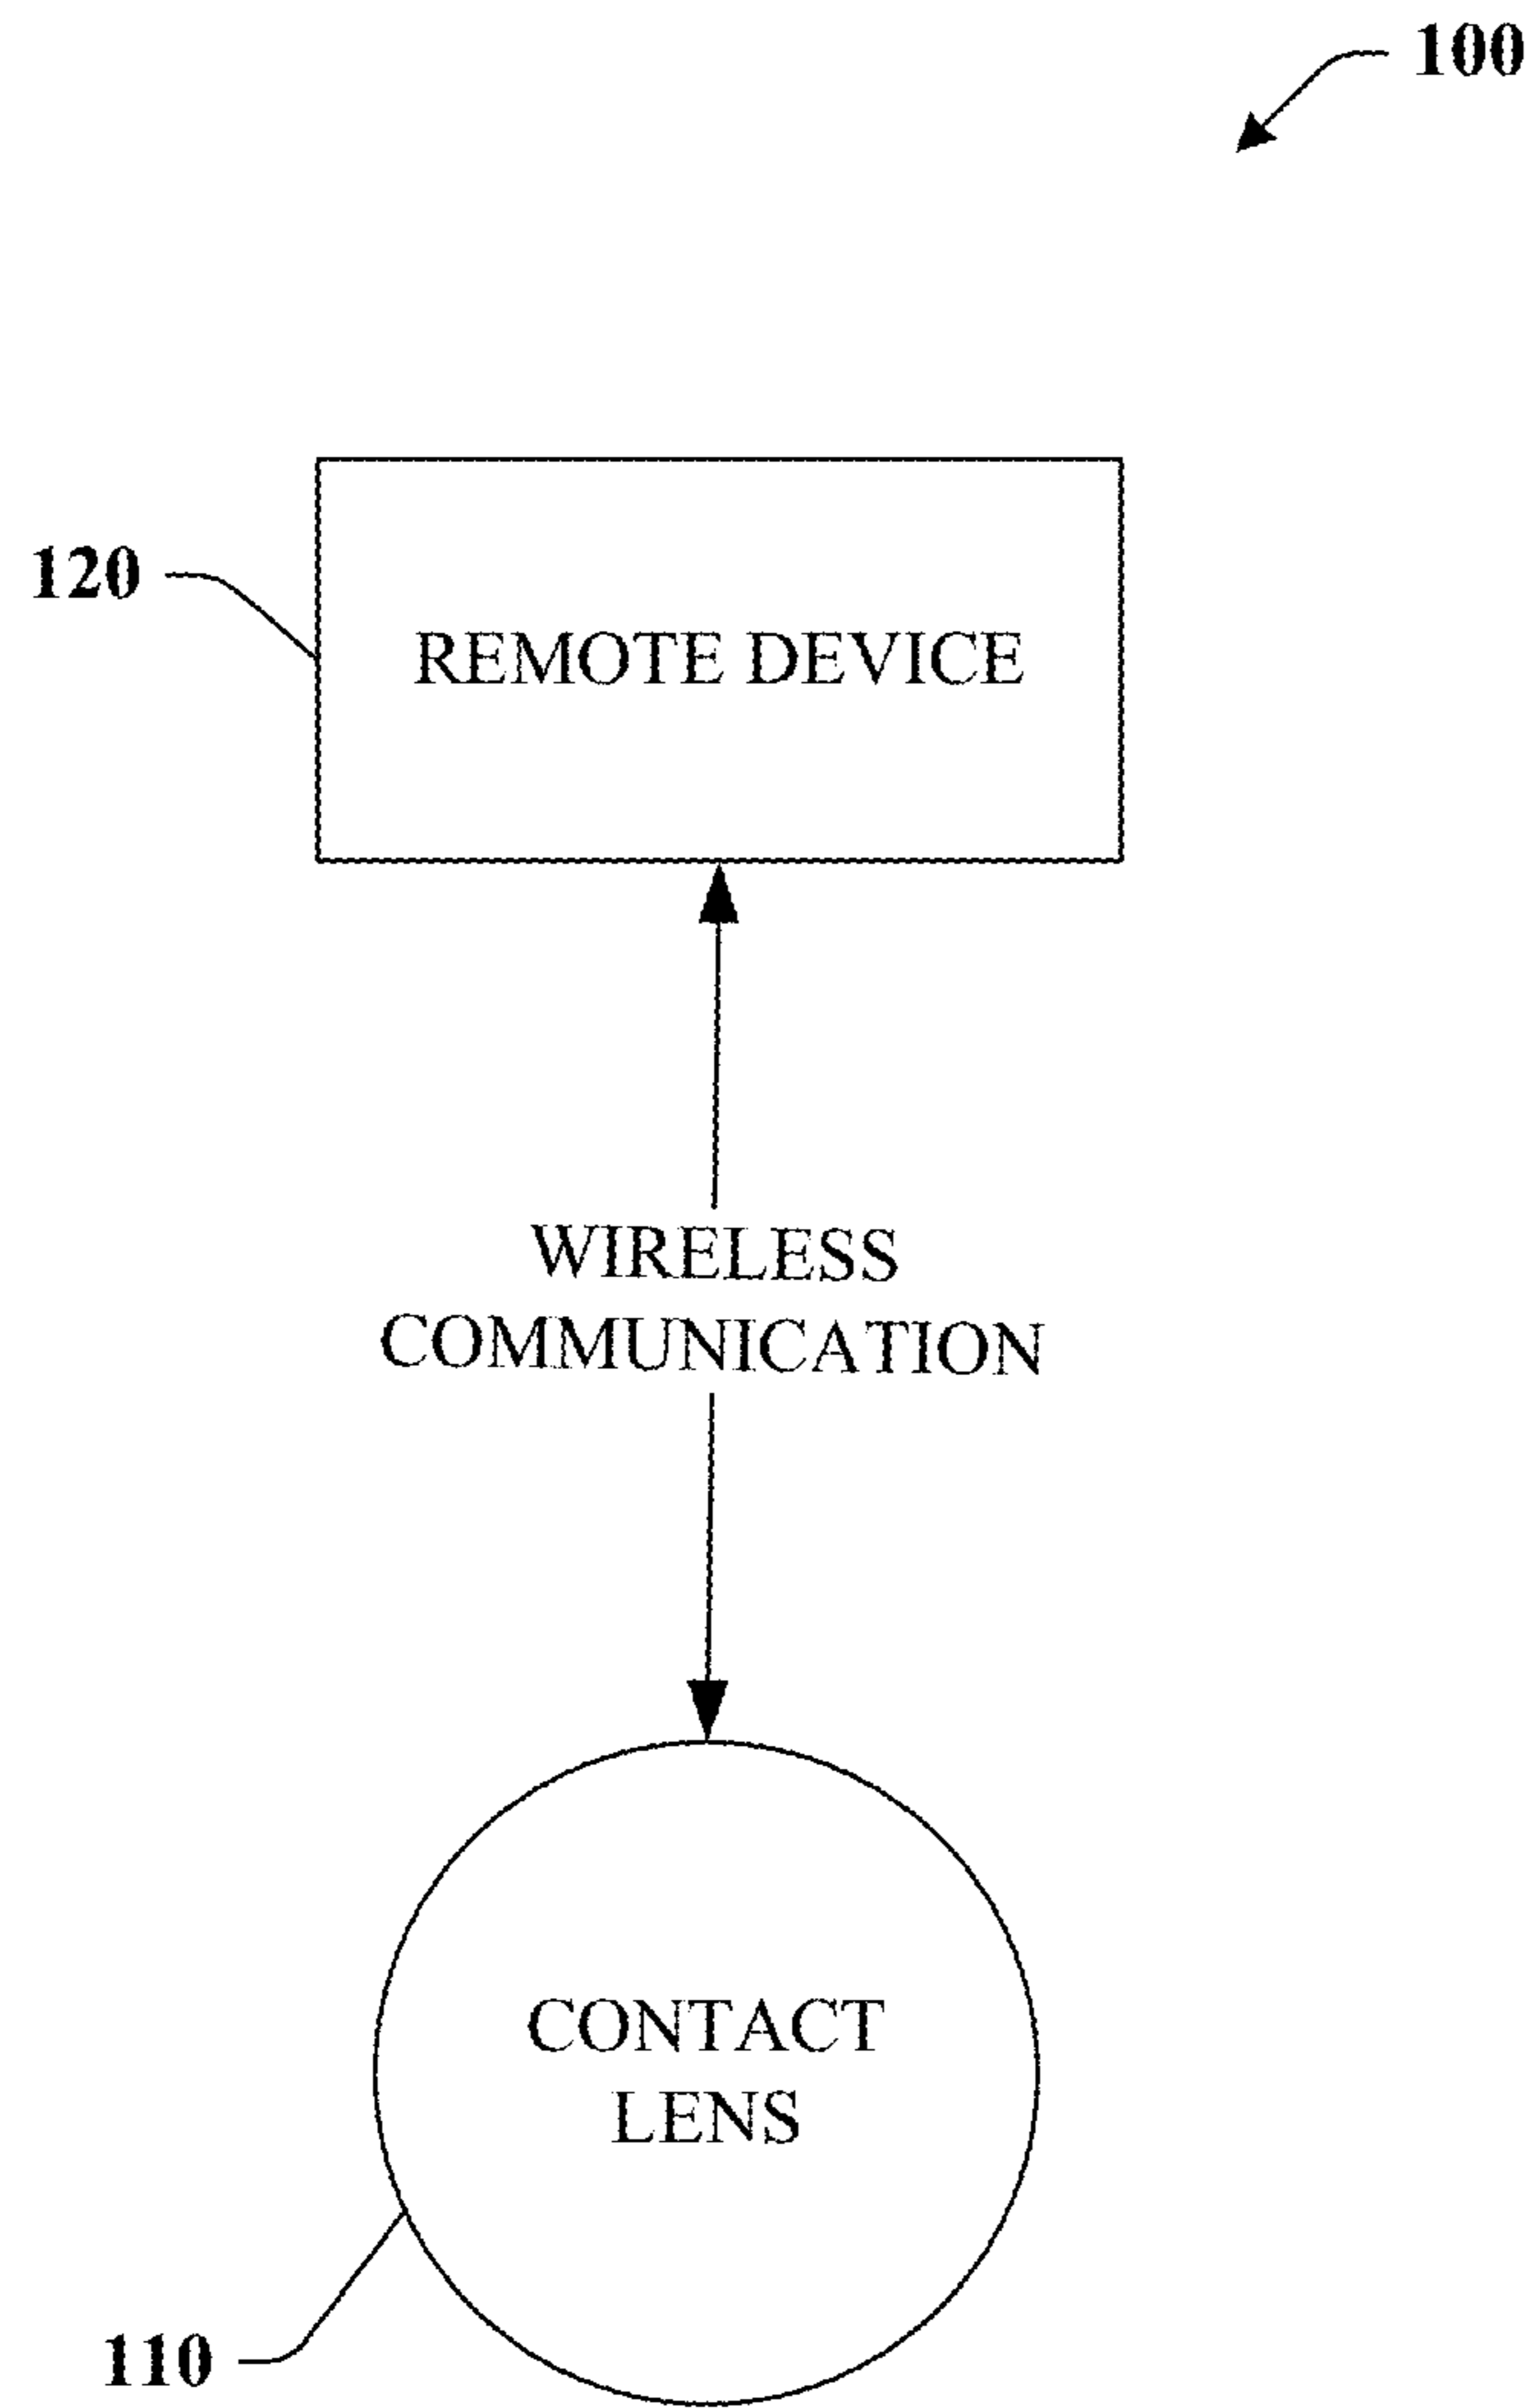 100
120
REMOTE DEVICE
WIRELESS
COMMUNICATION
CONTACT
LENS
110